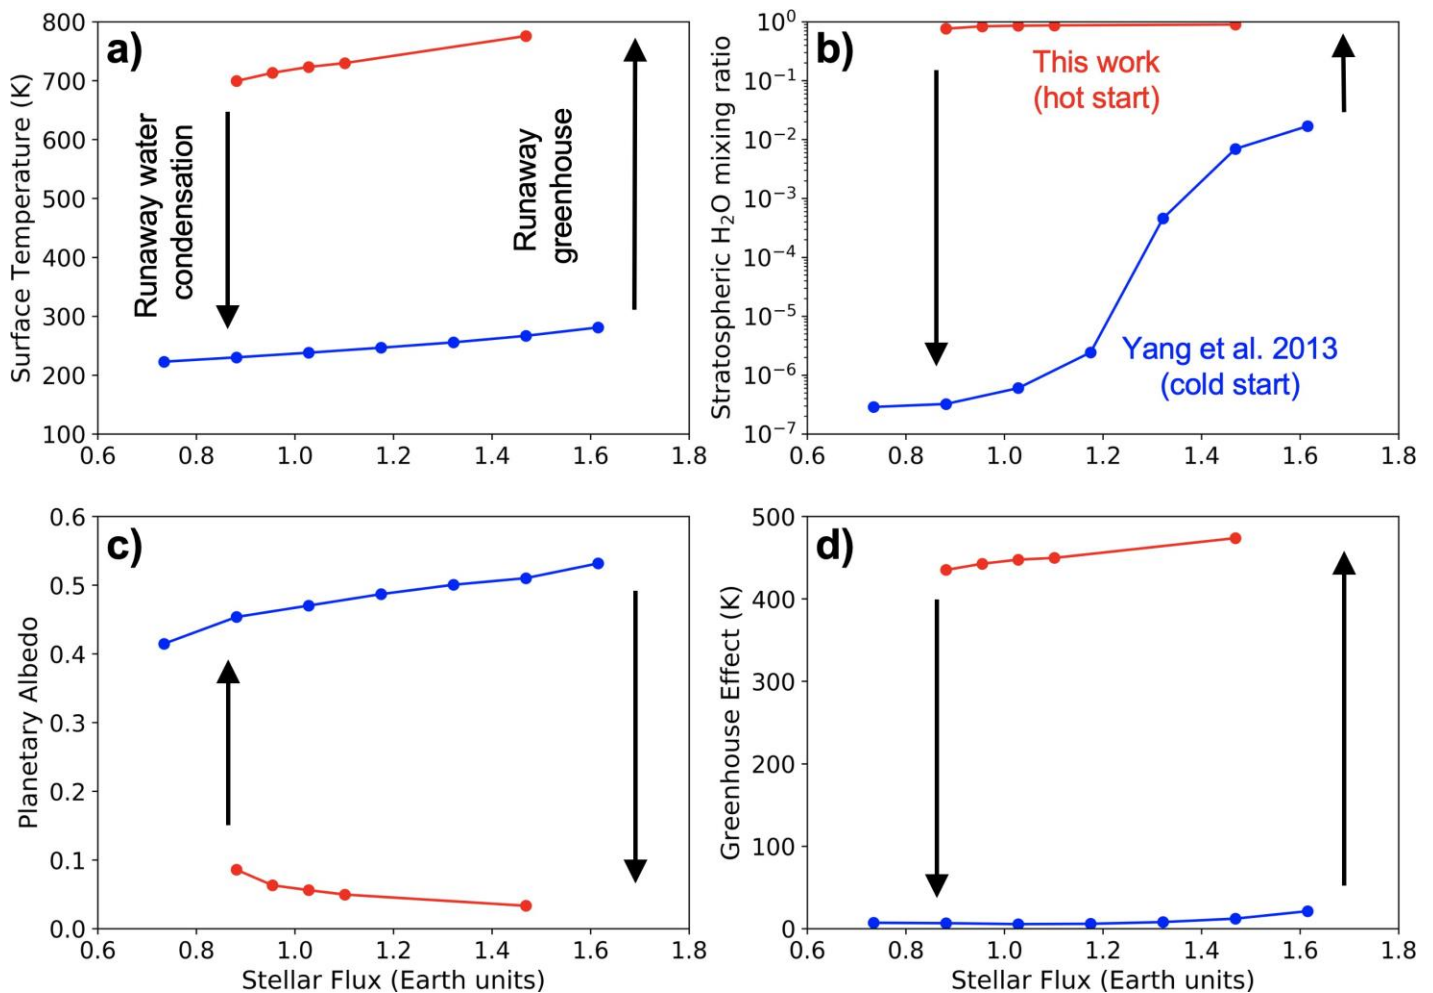 a)
Surface Temperature (K)
800
700
600
500
400
300
200
100
Runaway water
condensation
Runaway
greenhouse
0.6 0.8 1.0 1.2 1.4 1.6 1.8
b)
Stratospheric H₂O mixing ratio
10⁰
10⁻¹
10⁻²
10⁻³
10⁻⁴
10⁻⁵
10⁻⁶
10⁻⁷
This work
(hot start)
Yang et al. 2013
(cold start)
0.6 0.8 1.0 1.2 1.4 1.6 1.8
c)
Planetary Albedo
0.6
0.5
0.4
0.3
0.2
0.1
0.0
0.6 0.8 1.0 1.2 1.4 1.6 1.8
Stellar Flux (Earth units)
d)
Greenhouse Effect (K)
500
400
300
200
100
0
0.6 0.8 1.0 1.2 1.4 1.6 1.8
Stellar Flux (Earth units)